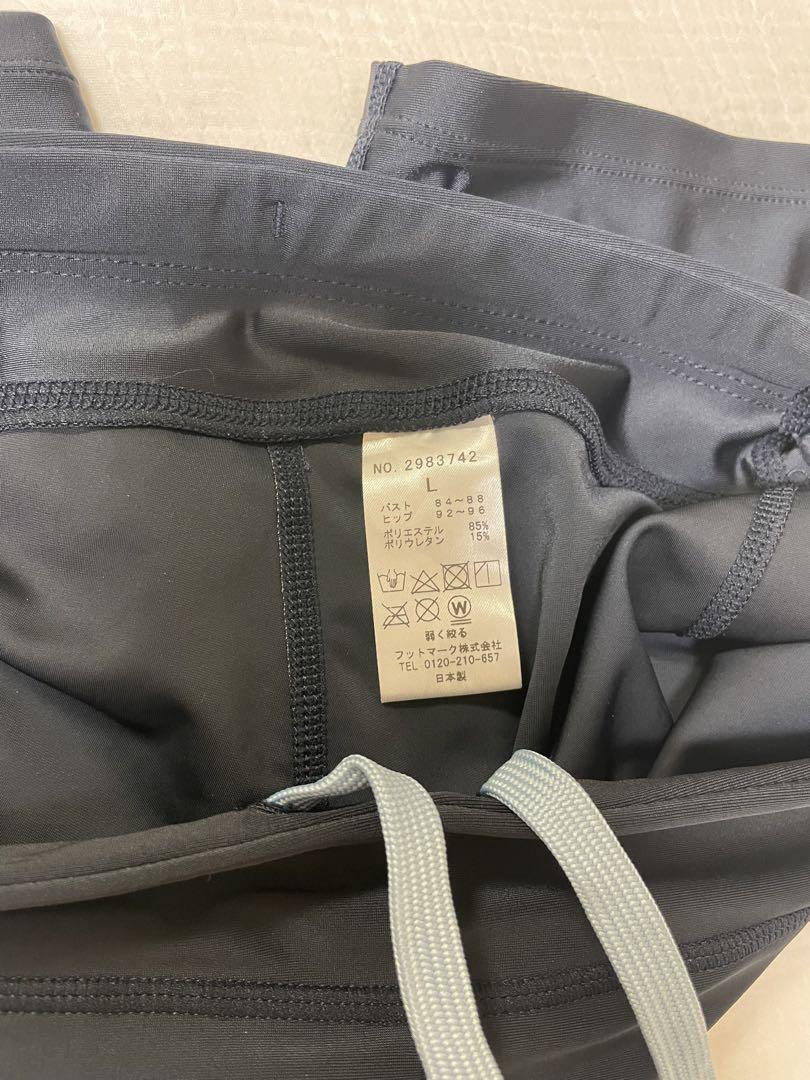 NO. 2983742
L
バスト 84～88
ヒップ 92～96
ポリエステル 85%
ポリウレタン 15%
W
弱く絞る
フットマーク株式会社
TEL 0120-210-657
日本製